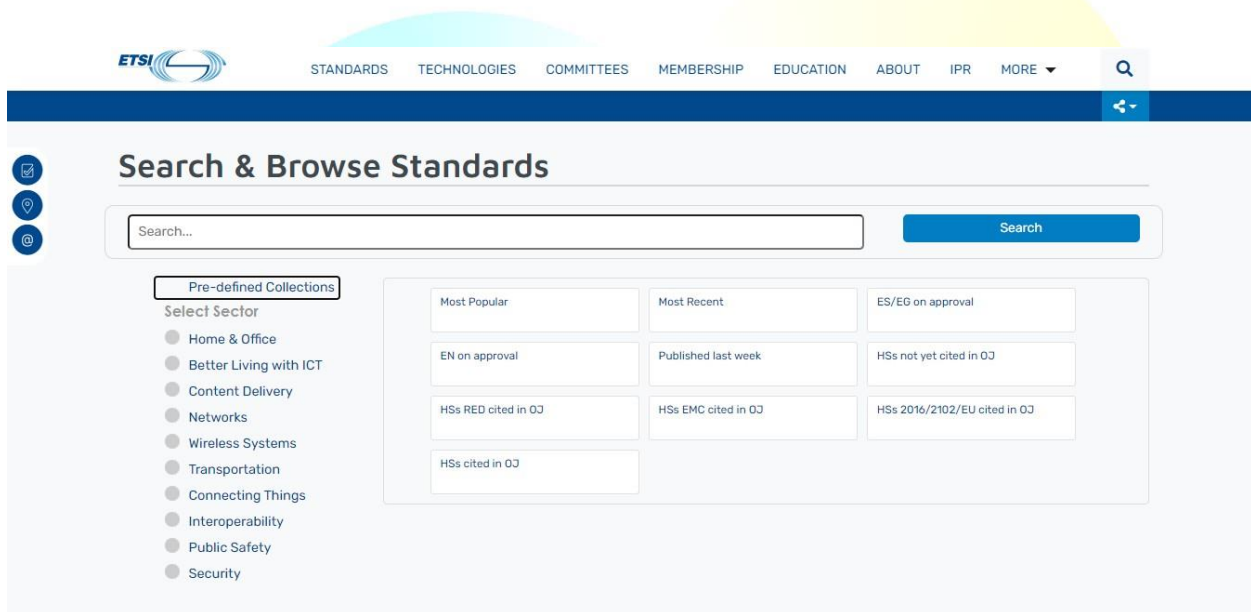 ETSI
STANDARDS TECHNOLOGIES COMMITTEES MEMBERSHIP EDUCATION ABOUT IPR MORE
Search & Browse Standards
@
Search... Search
Pre-defined Collections
Select Sector
Home & Office
Better Living with ICT
Content Delivery
Networks
Wireless Systems
Transportation
Connecting Things
Interoperability
Public Safety
Security
Most Popular Most Recent ES/EG on approval
EN on approval Published last week HSs not yet cited in OJ
HSs RED cited in OJ HSs EMC cited in OJ HSs 2016/2102/EU cited in OJ
HSs cited in OJ